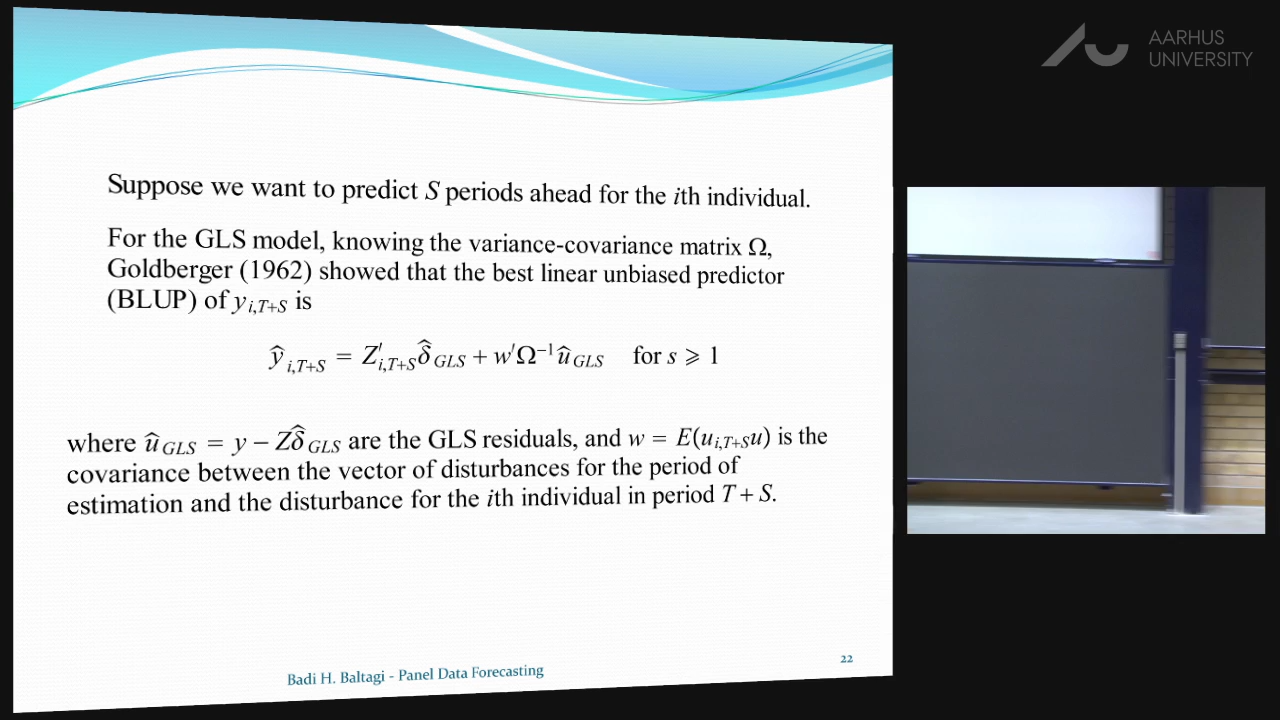 AARHUS
UNIVERSITY
Suppose we want to predict S periods ahead for the ith individual.
For the GLS model, knowing the variance-covariance matrix Ω,
Goldberger (1962) showed that the best linear unbiased predictor
(BLUP) of y_{i,T+S} is
ŷ_{i,T+S} = Z′_{i,T+S}δ̂_{GLS} + w′Ω⁻¹û_{GLS} for s ⩾ 1
where û_{GLS} = y − Zδ̂_{GLS} are the GLS residuals, and w = E(u_{i,T+S}u) is the
covariance between the vector of disturbances for the period of
estimation and the disturbance for the ith individual in period T + S.
Badi H. Baltagi - Panel Data Forecasting
22